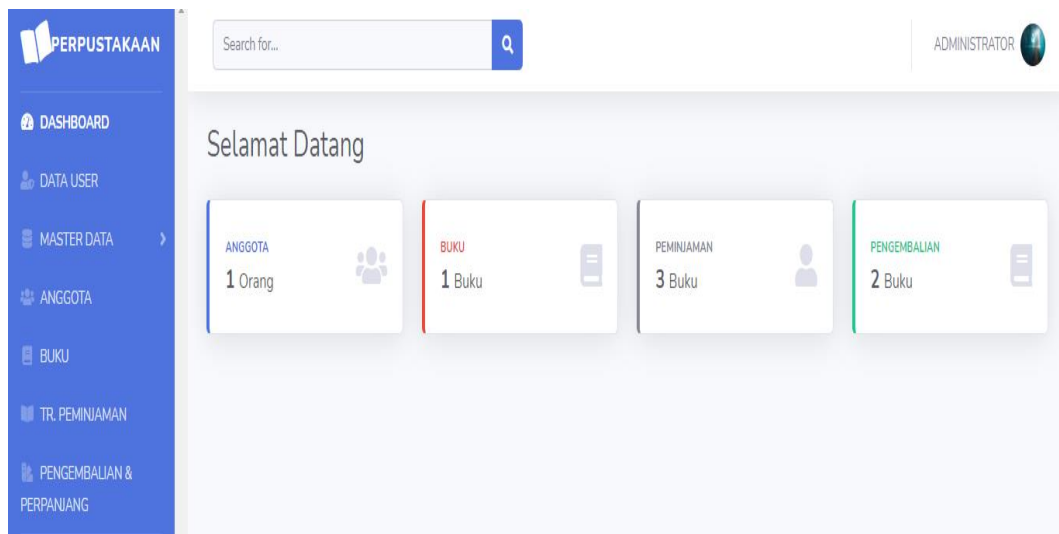 PERPUSTAKAAN
DASHBOARD
DATA USER
MASTER DATA
ANGGOTA
BUKU
TR. PEMINJAMAN
PENGEMBALIAN &
PERPANJANG
Search for...
ADMINISTRATOR
Selamat Datang
ANGGOTA
1 Orang
BUKU
1 Buku
PEMINJAMAN
3 Buku
PENGEMBALIAN
2 Buku